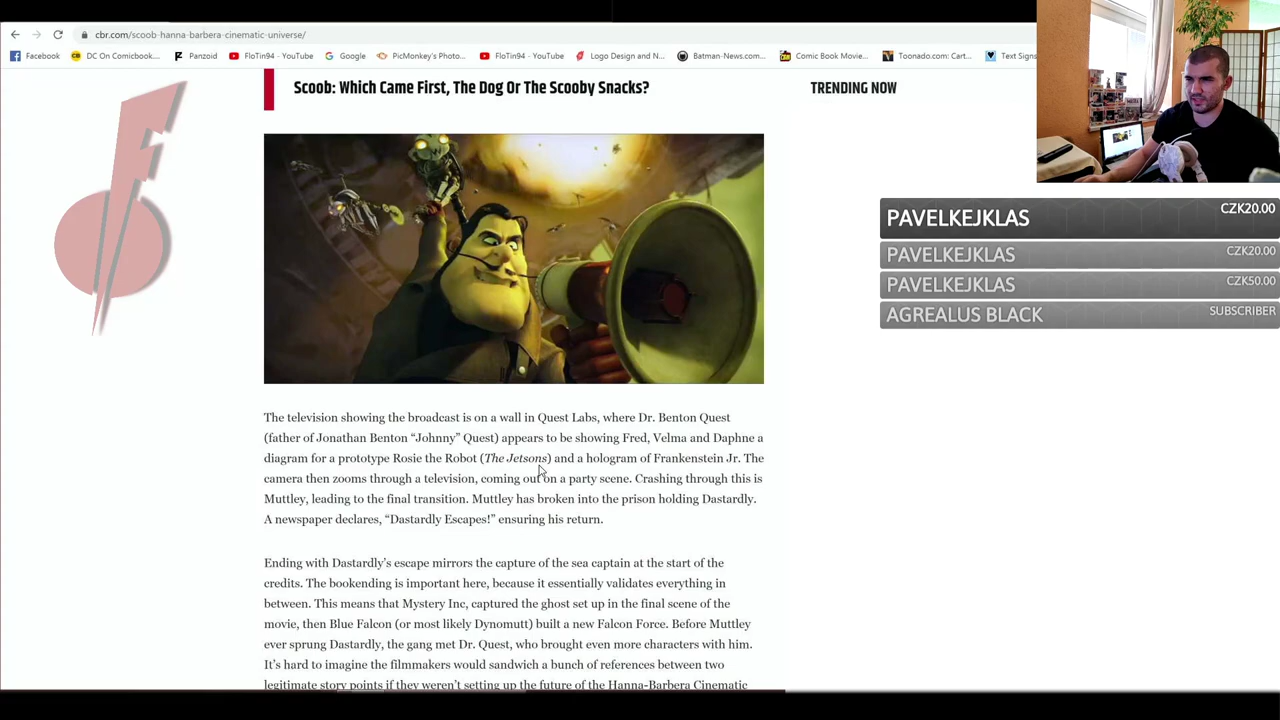 cbr.com/scoob-hanna-barbera-cinematic-universe/
Facebook
DC On Comicbook....
Panzoid
FloTin94 - YouTube
Google
PicMonkey's Photo...
FloTin94 - YouTube
Logo Design and N...
Batman-News.com...
Comic Book Movie...
Toonado.com: Cart...
Text Signs
Scoob: Which Came First, The Dog Or The Scooby Snacks?
TRENDING NOW
PAVELKEJKLAS CZK20.00
PAVELKEJKLAS CZK20.00
PAVELKEJKLAS CZK50.00
AGREALUS BLACK SUBSCRIBER
The television showing the broadcast is on a wall in Quest Labs, where Dr. Benton Quest
(father of Jonathan Benton “Johnny” Quest) appears to be showing Fred, Velma and Daphne a
diagram for a prototype Rosie the Robot (The Jetsons) and a hologram of Frankenstein Jr. The
camera then zooms through a television, coming out on a party scene. Crashing through this is
Muttley, leading to the final transition. Muttley has broken into the prison holding Dastardly.
A newspaper declares, “Dastardly Escapes!” ensuring his return.
Ending with Dastardly’s escape mirrors the capture of the sea captain at the start of the
credits. The bookending is important here, because it essentially validates everything in
between. This means that Mystery Inc, captured the ghost set up in the final scene of the
movie, then Blue Falcon (or most likely Dynomutt) built a new Falcon Force. Before Muttley
ever sprung Dastardly, the gang met Dr. Quest, who brought even more characters with him.
It’s hard to imagine the filmmakers would sandwich a bunch of references between two
legitimate story points if they weren’t setting up the future of the Hanna-Barbera Cinematic